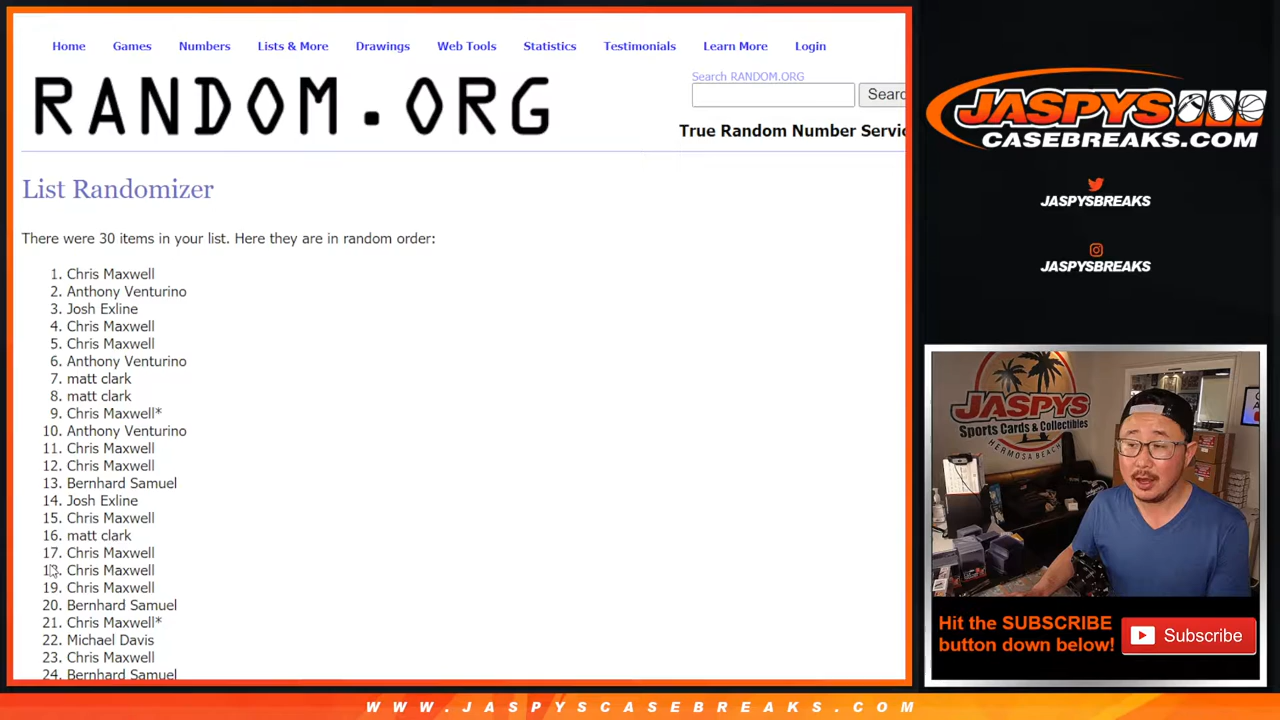 Home Games Numbers Lists & More Drawings Web Tools Statistics Testimonials Learn More Login
RANDOM.ORG
Search RANDOM.ORG
Searc
True Random Number Servic
List Randomizer
There were 30 items in your list. Here they are in random order:
1. Chris Maxwell
2. Anthony Venturino
3. Josh Exline
4. Chris Maxwell
5. Chris Maxwell
6. Anthony Venturino
7. matt clark
8. matt clark
9. Chris Maxwell*
10. Anthony Venturino
11. Chris Maxwell
12. Chris Maxwell
13. Bernhard Samuel
14. Josh Exline
15. Chris Maxwell
16. matt clark
17. Chris Maxwell
18. Chris Maxwell
19. Chris Maxwell
20. Bernhard Samuel
21. Chris Maxwell*
22. Michael Davis
23. Chris Maxwell
24. Bernhard Samuel
JASPYS
CASEBREAKS.COM
JASPYSBREAKS
JASPYSBREAKS
JASPYS
Sports Cards & Collectibles
HERMOSA BEACH
Hit the SUBSCRIBE
button down below!
Subscribe
WWW.JASPYSCASEBREAKS.COM